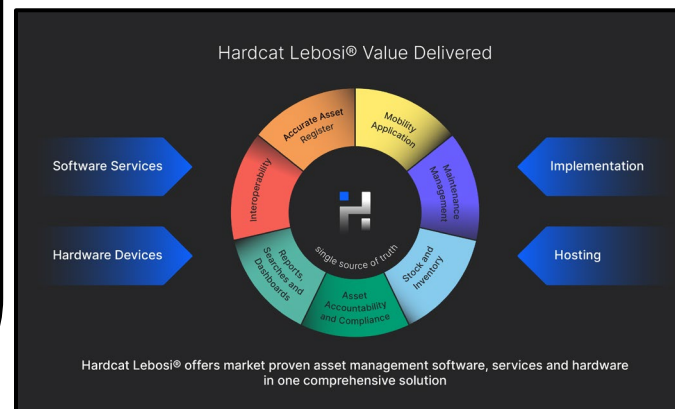 Hardcat Lebosi® Value Delivered
Accurate Asset
Register
Mobility
Application
Software Services
Interoperability
Maintenance
Management
Implementation
single source of truth
Hardware Devices
Reports,
Searches and
Dashboards
Stock and
Inventory
Hosting
Asset
Accountability
and Compliance
Hardcat Lebosi® offers market proven asset management software, services and hardware
in one comprehensive solution